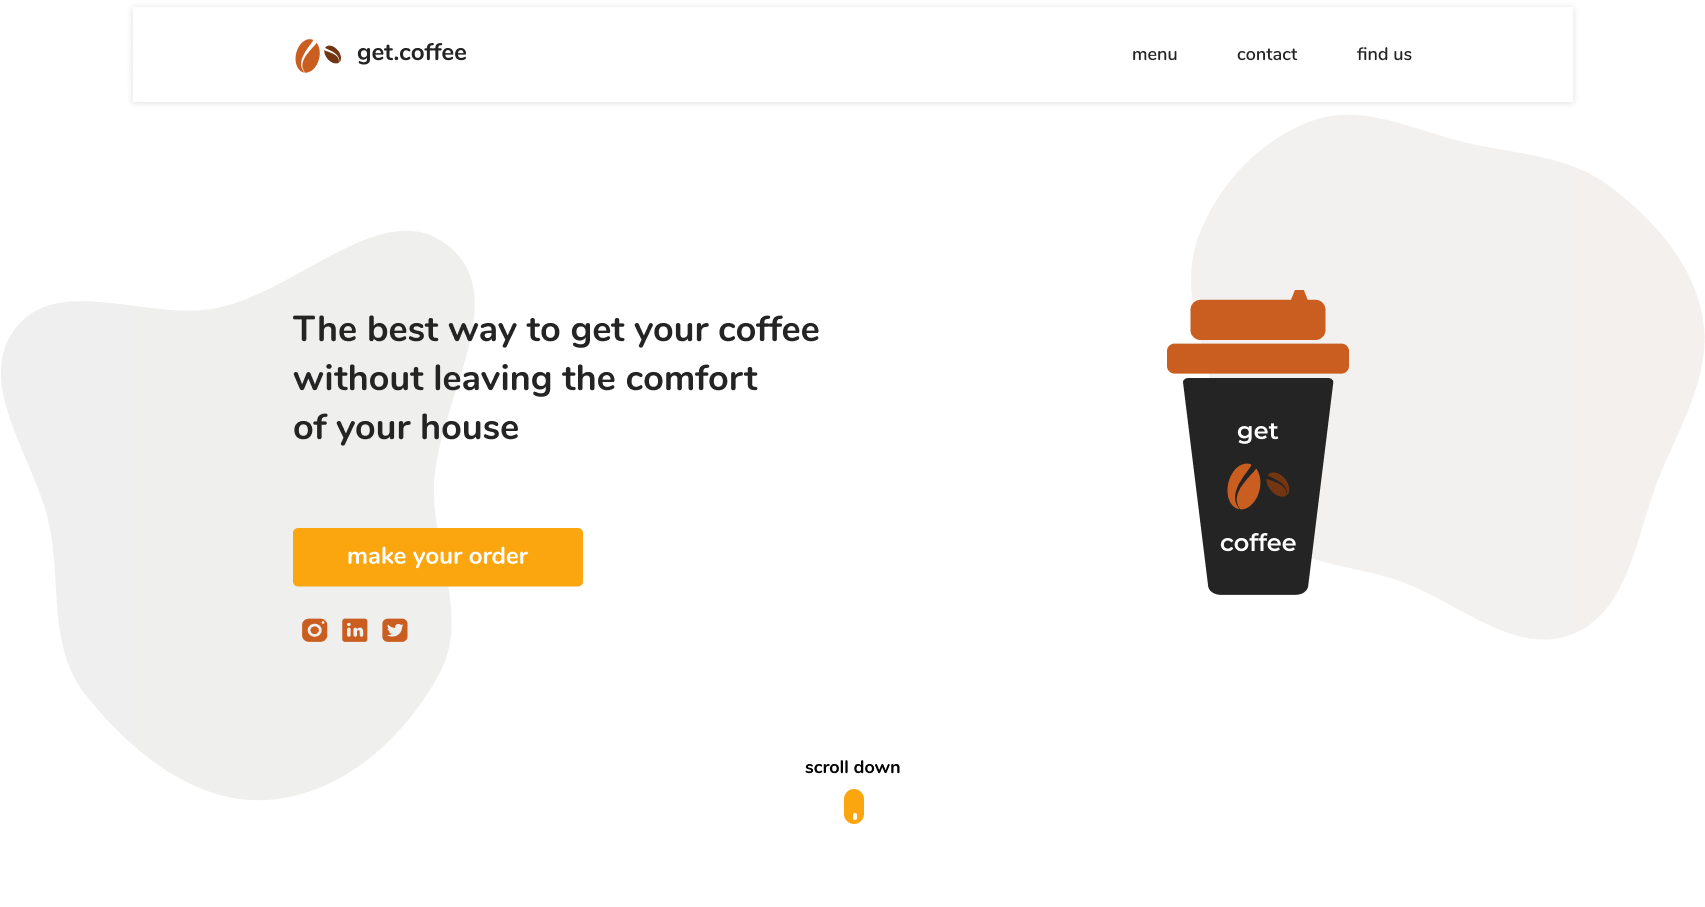 get.coffee
menu
contact
find us
The best way to get your coffee
without leaving the comfort
of your house
get
coffee
make your order
in
scroll down